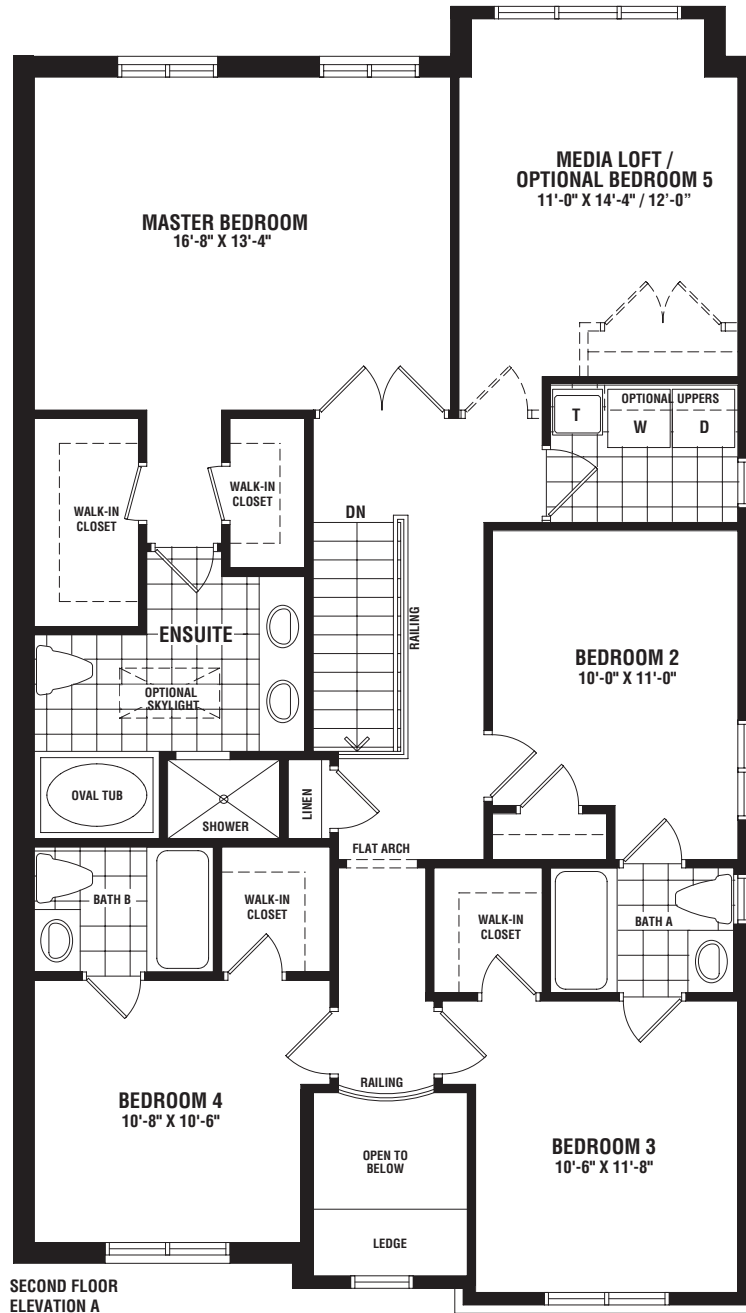 MEDIA LOFT /
OPTIONAL BEDROOM 5
11'-0" X 14'-4" / 12’-0”
MASTER BEDROOM
16'-8" X 13'-4"
OPTIONAL UPPERS
T
W
D
WALK-IN
CLOSET
WALK-IN
CLOSET
DN
RAILING
ENSUITE
OPTIONAL
SKYLIGHT
BEDROOM 2
10'-0" X 11'-0"
OVAL TUB
SHOWER
LINEN
FLAT ARCH
BATH B
WALK-IN
CLOSET
WALK-IN
CLOSET
BATH A
RAILING
BEDROOM 4
10'-8" X 10'-6"
OPEN TO
BELOW
BEDROOM 3
10'-6" X 11'-8"
LEDGE
SECOND FLOOR
ELEVATION A